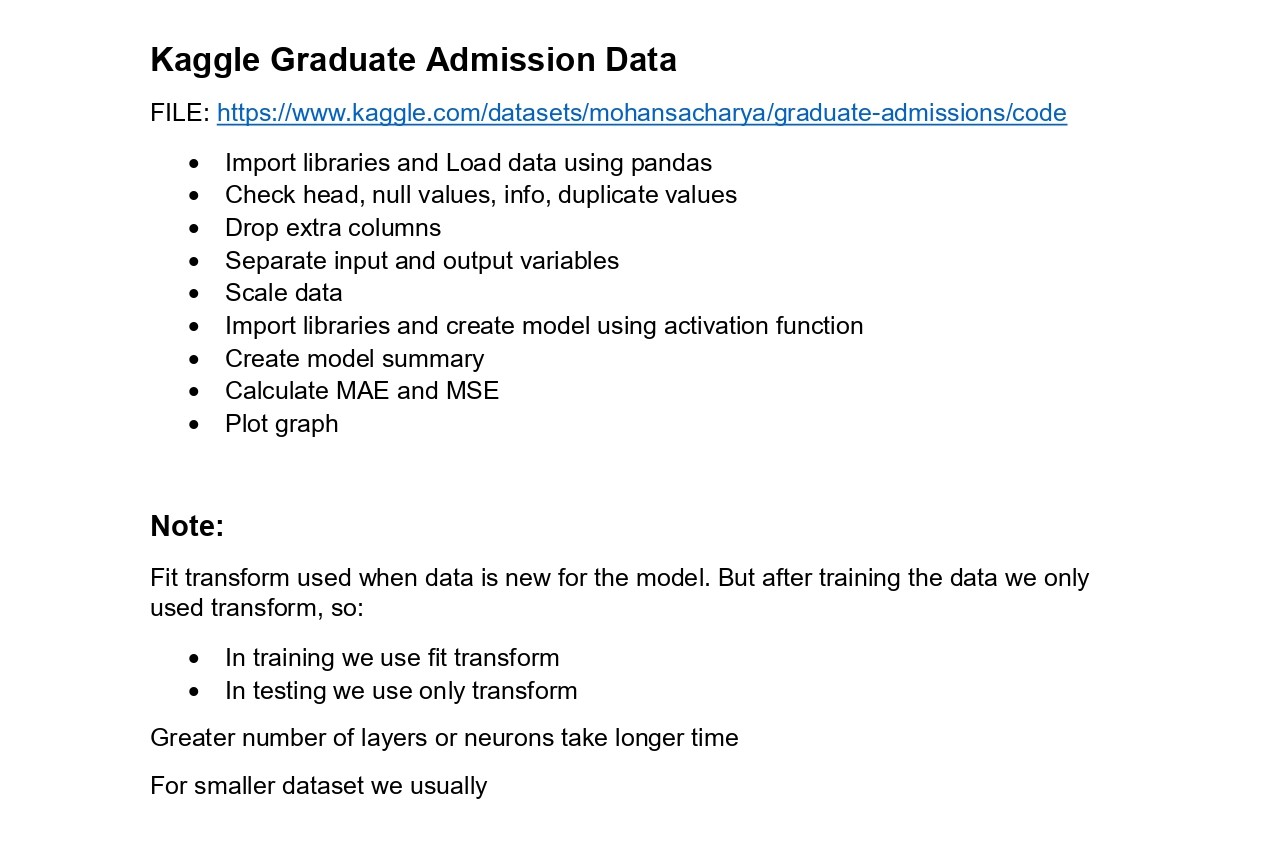 Kaggle Graduate Admission Data
FILE: https://www.kaggle.com/datasets/mohansacharya/graduate-admissions/code
• Import libraries and Load data using pandas
• Check head, null values, info, duplicate values
• Drop extra columns
• Separate input and output variables
• Scale data
• Import libraries and create model using activation function
• Create model summary
• Calculate MAE and MSE
• Plot graph
Note:
Fit transform used when data is new for the model. But after training the data we only
used transform, so:
• In training we use fit transform
• In testing we use only transform
Greater number of layers or neurons take longer time
For smaller dataset we usually